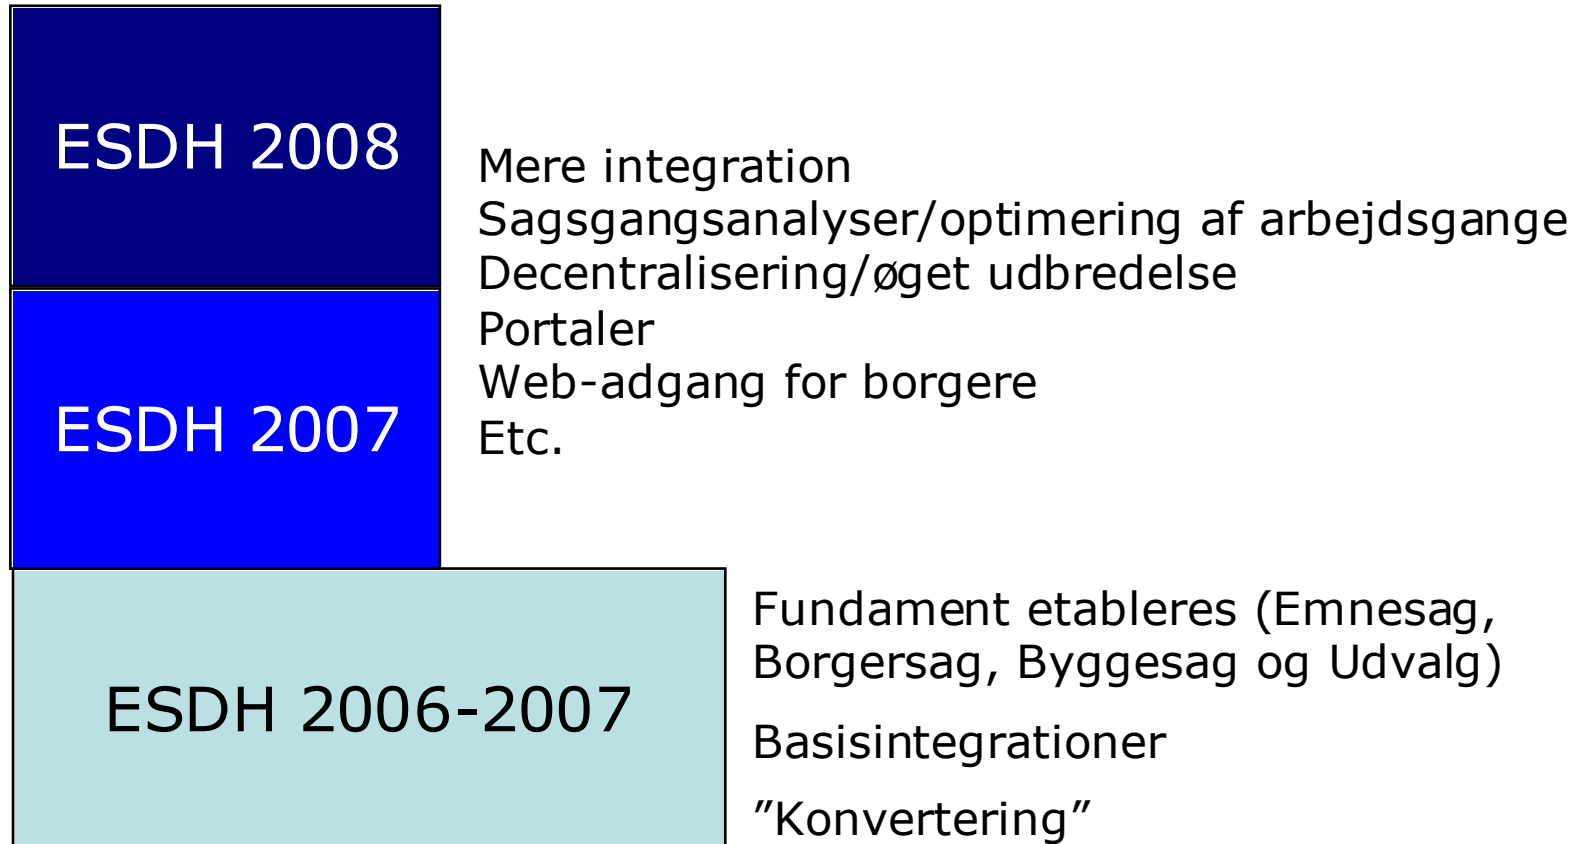 ESDH 2008
Mere integration
Sagsgangsanalyser/optimering af arbejdsgange
Decentralisering/øget udbredelse
Portaler
Web-adgang for borgere
Etc.
ESDH 2007
ESDH 2006-2007
Fundament etableres (Emnesag,
Borgersag, Byggesag og Udvalg)
Basisintegrationer
”Konvertering”